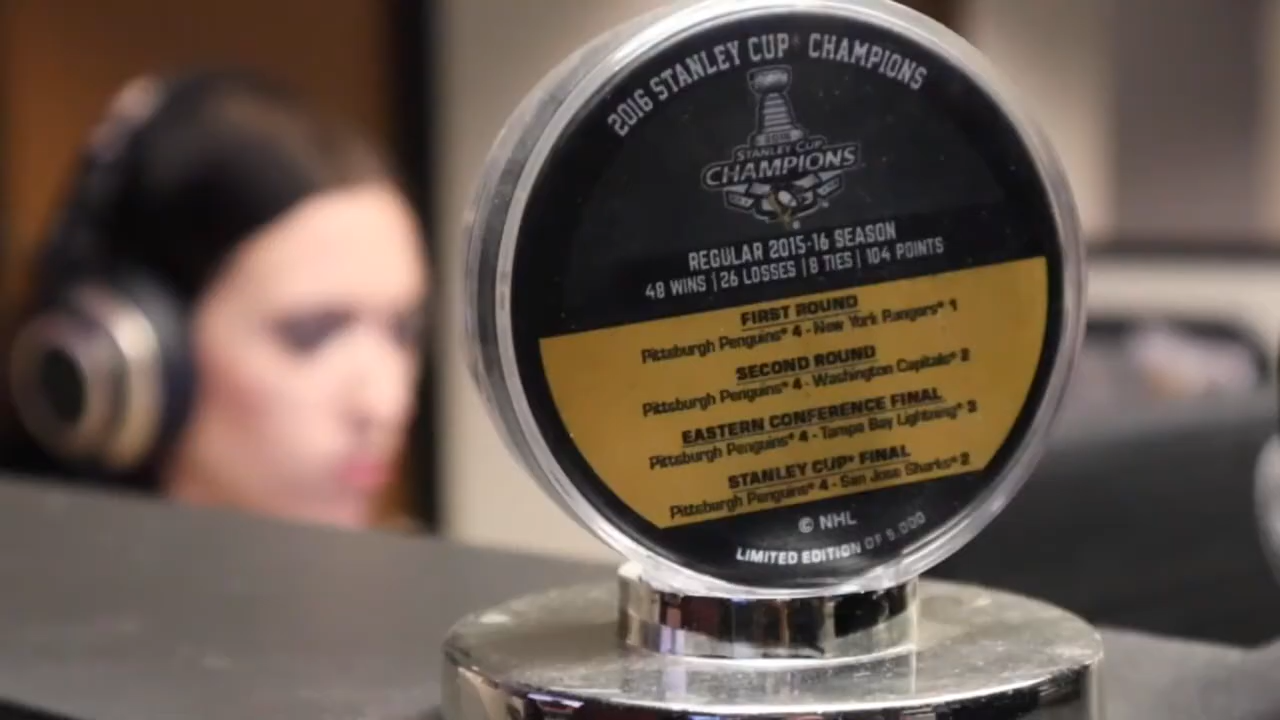 2016 STANLEY CUP® CHAMPIONS
2016
STANLEY CUP
CHAMPIONS
REGULAR 2015-16 SEASON
48 WINS | 26 LOSSES | 8 TIES | 104 POINTS
FIRST ROUND
Pittsburgh Penguins® 4 - New York Rangers® 1
SECOND ROUND
Pittsburgh Penguins® 4 - Washington Capitals® 2
EASTERN CONFERENCE FINAL
Pittsburgh Penguins® 4 - Tampa Bay Lightning® 3
STANLEY CUP® FINAL
Pittsburgh Penguins® 4 - San Jose Sharks® 2
© NHL
LIMITED EDITION OF 5,000